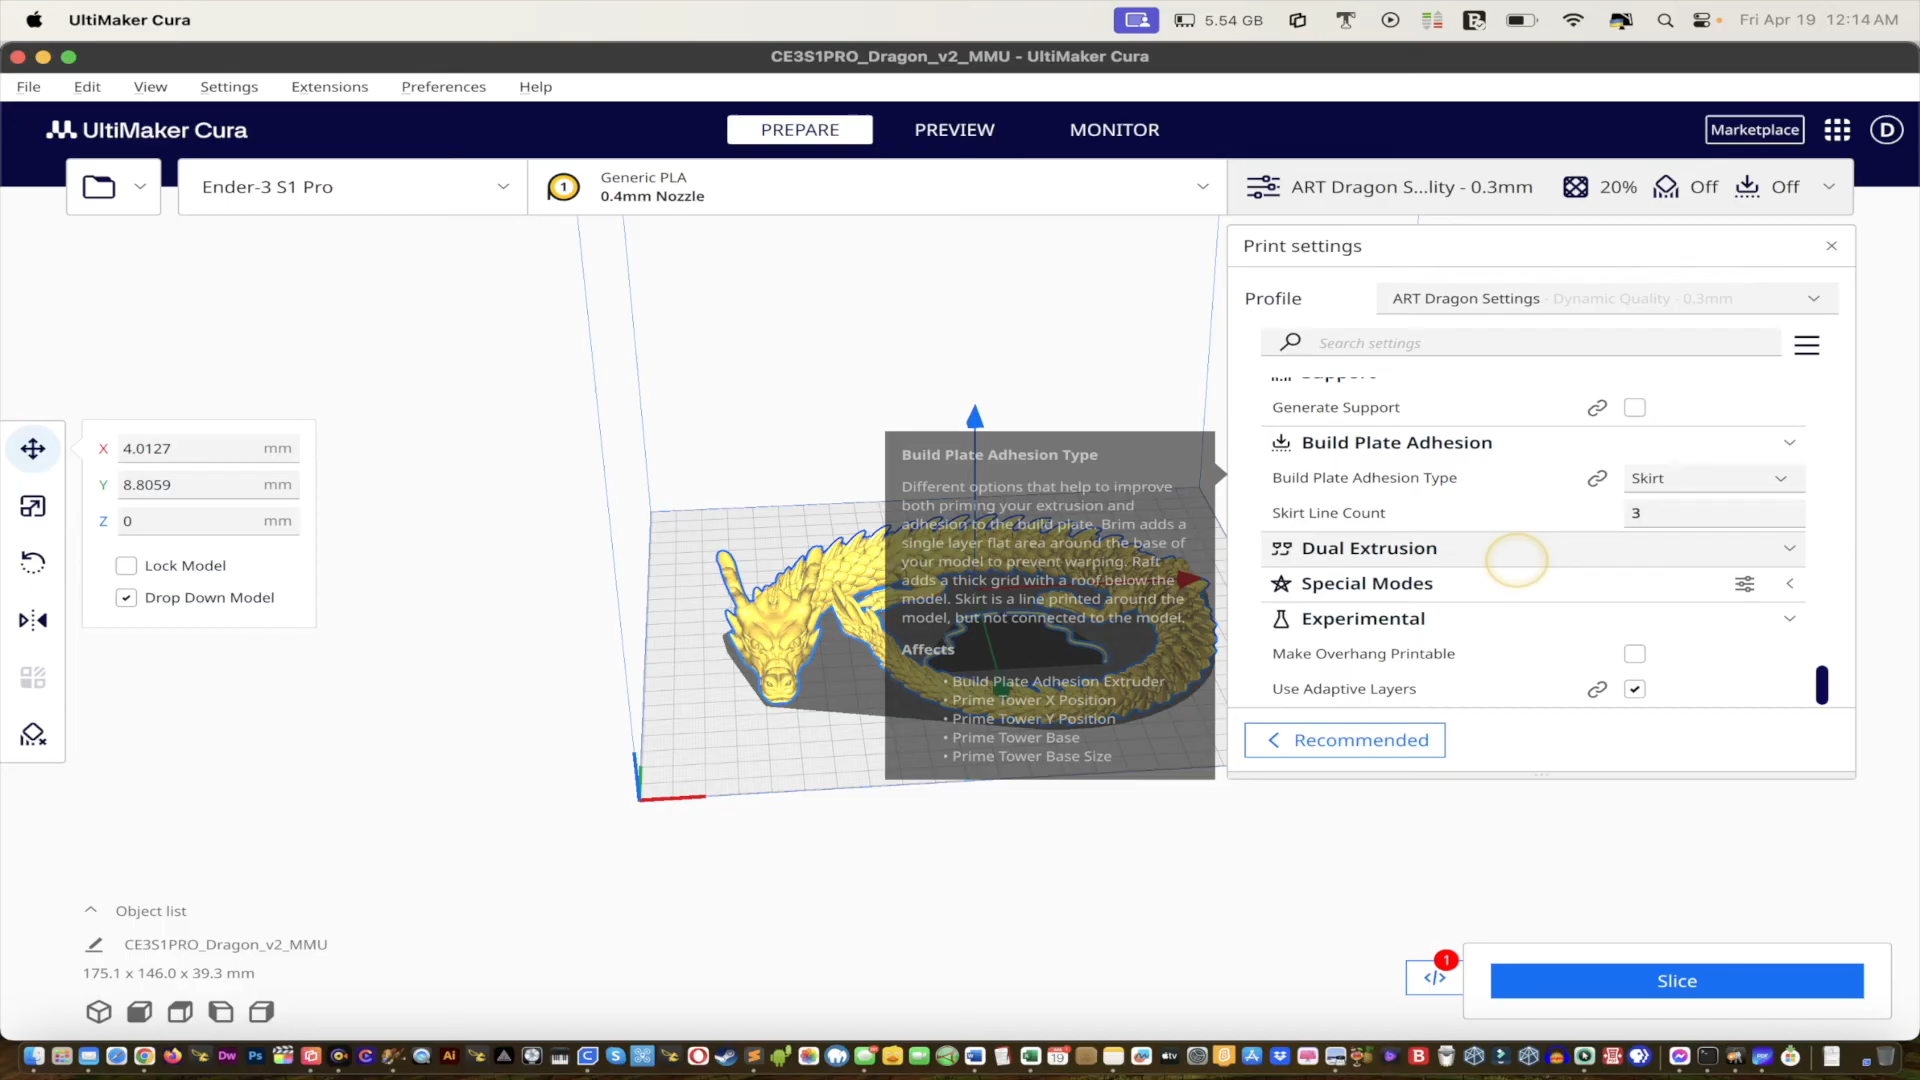 UltiMaker Cura
5.54 GB
Fri Apr 19 12:14 AM
CE3S1PRO_Dragon_v2_MMU - UltiMaker Cura
File Edit View Settings Extensions Preferences Help
UltiMaker Cura
PREPARE PREVIEW MONITOR
Marketplace
D
Ender-3 S1 Pro
1
Generic PLA
0.4mm Nozzle
ART Dragon S...lity - 0.3mm
20%
Off
Off
Print settings
Profile
ART Dragon Settings - Dynamic Quality - 0.3mm
Search settings
Support
Generate Support
Build Plate Adhesion
Build Plate Adhesion Type
Skirt
Skirt Line Count
3
Dual Extrusion
Special Modes
Experimental
Make Overhang Printable
Use Adaptive Layers
Recommended
X 4.0127 mm
Y 8.8059 mm
Z 0 mm
Lock Model
Drop Down Model
Build Plate Adhesion Type
Different options that help to improve
both priming your extrusion and
adhesion to the build plate. Brim adds a
single layer flat area around the base of
your model to prevent warping. Raft
adds a thick grid with a roof below the
model. Skirt is a line printed around the
model, but not connected to the model.
Affects
• Build Plate Adhesion Extruder
• Prime Tower X Position
• Prime Tower Y Position
• Prime Tower Base
• Prime Tower Base Size
Object list
CE3S1PRO_Dragon_v2_MMU
175.1 x 146.0 x 39.3 mm
1
Slice
Dw
Ps
Ai
19
tv
B